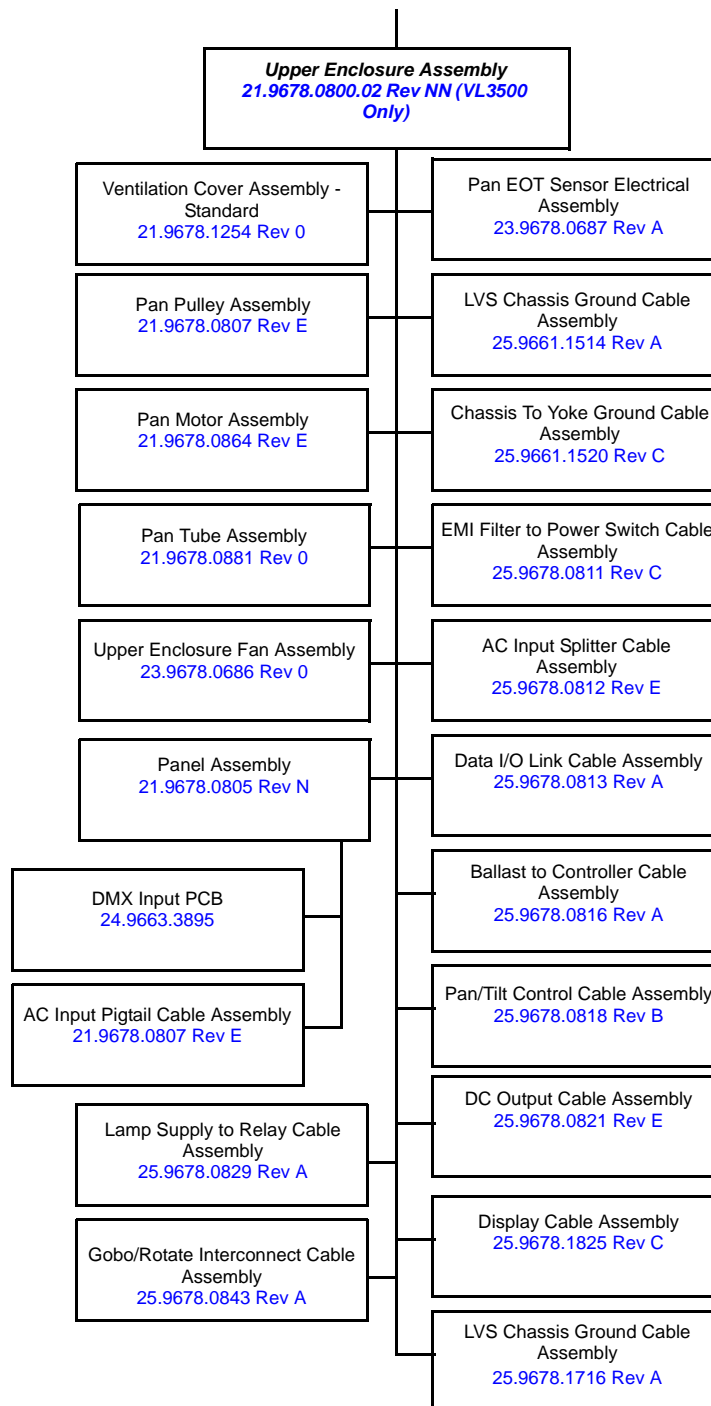 Upper Enclosure Assembly
21.9678.0800.02 Rev NN (VL3500
Only)
Ventilation Cover Assembly -
Standard
21.9678.1254 Rev 0
Pan EOT Sensor Electrical
Assembly
23.9678.0687 Rev A
Pan Pulley Assembly
21.9678.0807 Rev E
LVS Chassis Ground Cable
Assembly
25.9661.1514 Rev A
Pan Motor Assembly
21.9678.0864 Rev E
Chassis To Yoke Ground Cable
Assembly
25.9661.1520 Rev C
Pan Tube Assembly
21.9678.0881 Rev 0
EMI Filter to Power Switch Cable
Assembly
25.9678.0811 Rev C
Upper Enclosure Fan Assembly
23.9678.0686 Rev 0
AC Input Splitter Cable
Assembly
25.9678.0812 Rev E
Panel Assembly
21.9678.0805 Rev N
Data I/O Link Cable Assembly
25.9678.0813 Rev A
DMX Input PCB
24.9663.3895
Ballast to Controller Cable
Assembly
25.9678.0816 Rev A
AC Input Pigtail Cable Assembly
21.9678.0807 Rev E
Pan/Tilt Control Cable Assembly
25.9678.0818 Rev B
Lamp Supply to Relay Cable
Assembly
25.9678.0829 Rev A
DC Output Cable Assembly
25.9678.0821 Rev E
Gobo/Rotate Interconnect Cable
Assembly
25.9678.0843 Rev A
Display Cable Assembly
25.9678.1825 Rev C
LVS Chassis Ground Cable
Assembly
25.9678.1716 Rev A